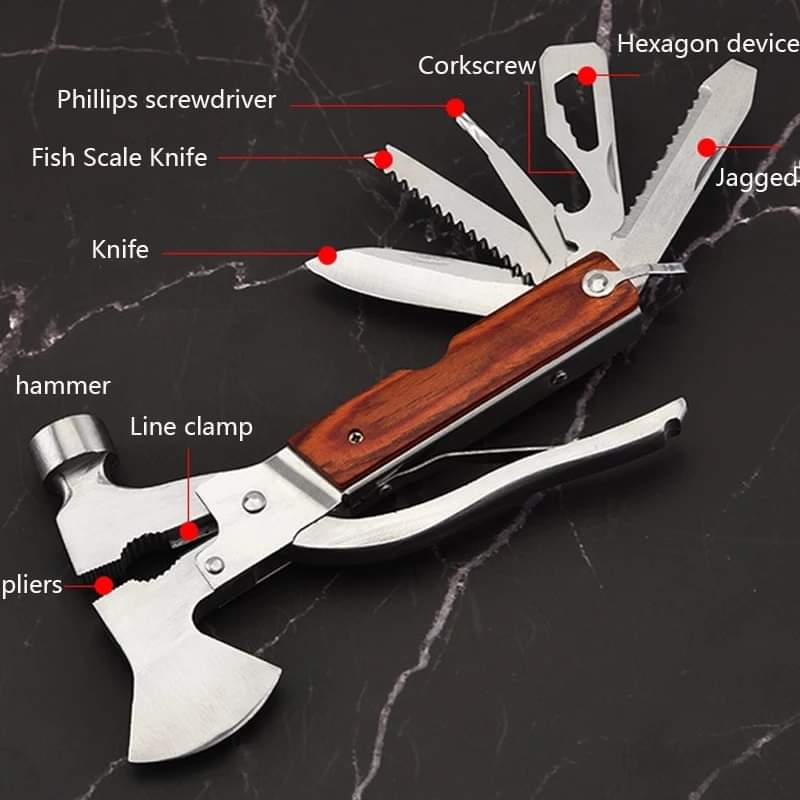 Hexagon device
Corkscrew
Phillips screwdriver
Fish Scale Knife
Jagged
Knife
hammer
Line clamp
pliers